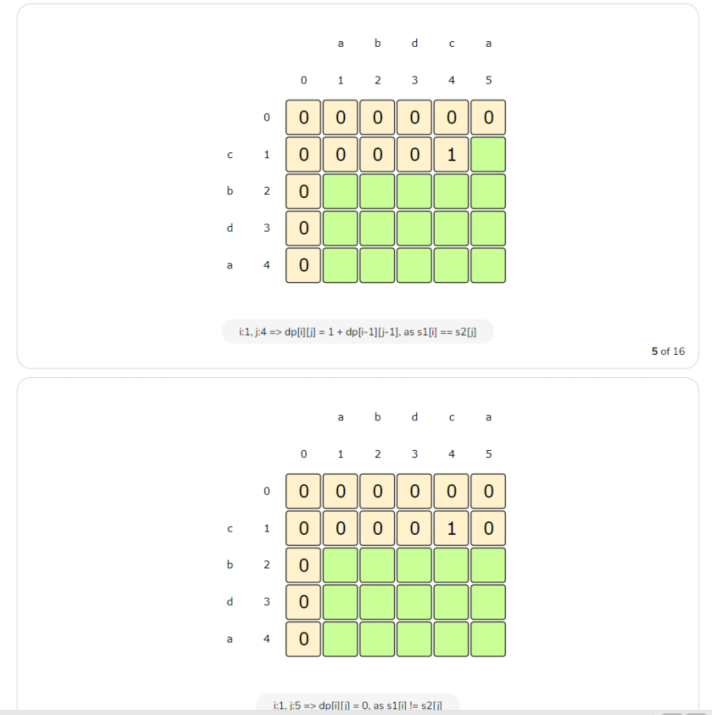 a b d c a
0 1 2 3 4 5
0 0 0 0 0 0 0
c 1 0 0 0 0 1
b 2 0
d 3 0
a 4 0
i:1, j:4 => dp[i][j] = 1 + dp[i-1][j-1], as s1[i] == s2[j]
5 of 16
a b d c a
0 1 2 3 4 5
0 0 0 0 0 0 0
c 1 0 0 0 0 1 0
b 2 0
d 3 0
a 4 0
i:1, j:5 => dp[i][j] = 0, as s1[i] != s2[j]